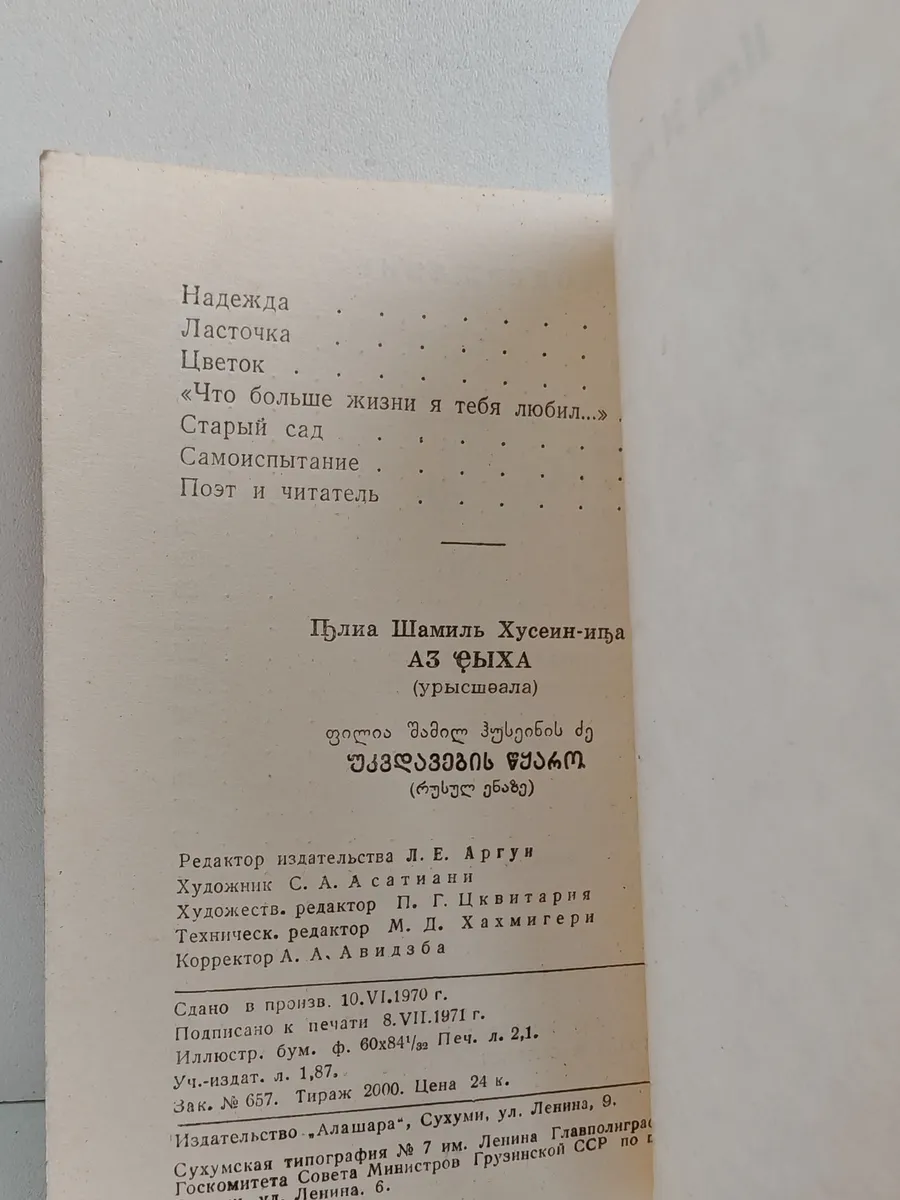 Надежда . . . . . . .
Ласточка . . . . . . .
Цветок . . . . . . . .
«Что больше жизни я тебя любил...» .
Старый сад . . . . . .
Самоиспытание . . . . . . .
Поэт и читатель . . . . . .
Ҧлиа Шамиль Хусеин-иҧа
АӠ ҾЫХА
(урысшәала)
ფილია შამილ ჰუსეინის ძე
უკვდავების წყარო
(რუსულ ენაზე)
Редактор издательства Л. Е. Аргун
Художник С. А. Асатиани
Художеств. редактор П. Г. Цквитария
Техническ. редактор М. Д. Хахмигери
Корректор А. А. Авидзба
Сдано в произв. 10.VI.1970 г.
Подписано к печати 8.VII.1971 г.
Иллюстр. бум. ф. 60x84¹/₃₂ Печ. л. 2,1.
Уч.-издат. л. 1,87.
Зак. № 657. Тираж 2000. Цена 24 к.
Издательство „Алашара“, Сухуми, ул. Ленина, 9.
Сухумская типография № 7 им. Ленина
Госкомитета Совета Министров Грузинской ССР по
ул. Ленина. 6.